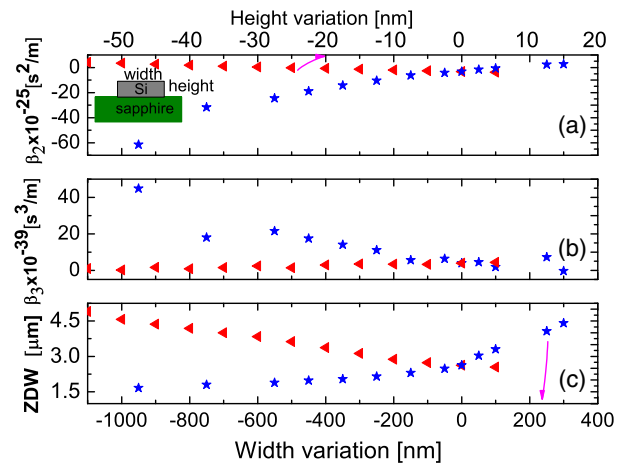 Height variation [nm]
-50 -40 -30 -20 -10 0 10 20
β₂x10⁻²⁵[s²/m]
0
-20
-40
-60
width
Si height
sapphire
(a)
β₃x10⁻³⁹[s³/m]
40
20
0
(b)
ZDW [μm]
4.5
3.0
1.5
(c)
-1000 -800 -600 -400 -200 0 200 400
Width variation [nm]